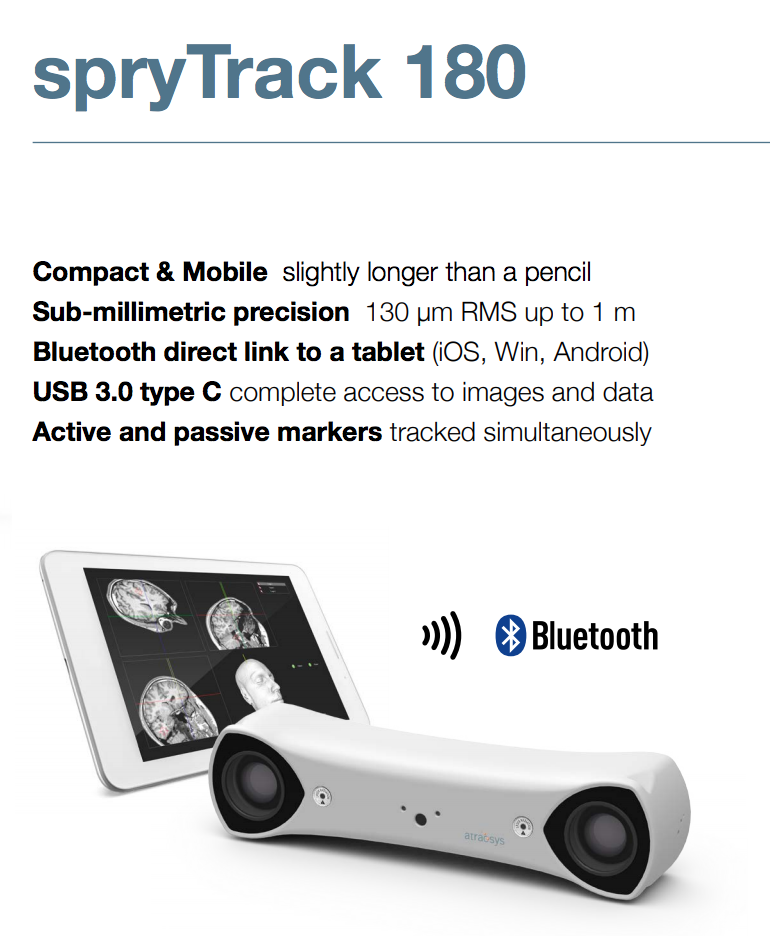 spryTrack 180
Compact & Mobile slightly longer than a pencil
Sub-millimetric precision 130 µm RMS up to 1 m
Bluetooth direct link to a tablet (iOS, Win, Android)
USB 3.0 type C complete access to images and data
Active and passive markers tracked simultaneously
Bluetooth
atracsys